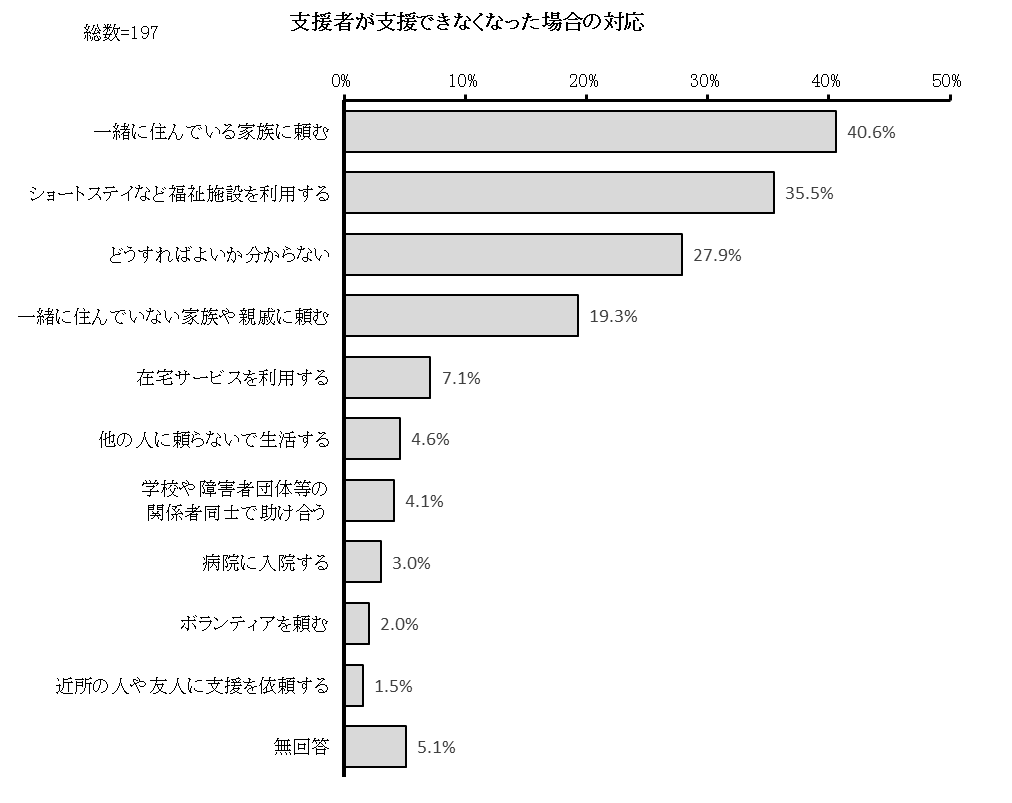 支援者が支援できなくなった場合の対応
総数=197
0% 10% 20% 30% 40% 50%
一緒に住んでいる家族に頼む 40.6%
ショートステイなど福祉施設を利用する 35.5%
どうすればよいか分からない 27.9%
一緒に住んでいない家族や親戚に頼む 19.3%
在宅サービスを利用する 7.1%
他の人に頼らないで生活する 4.6%
学校や障害者団体等の
関係者同士で助け合う 4.1%
病院に入院する 3.0%
ボランティアを頼む 2.0%
近所の人や友人に支援を依頼する 1.5%
無回答 5.1%